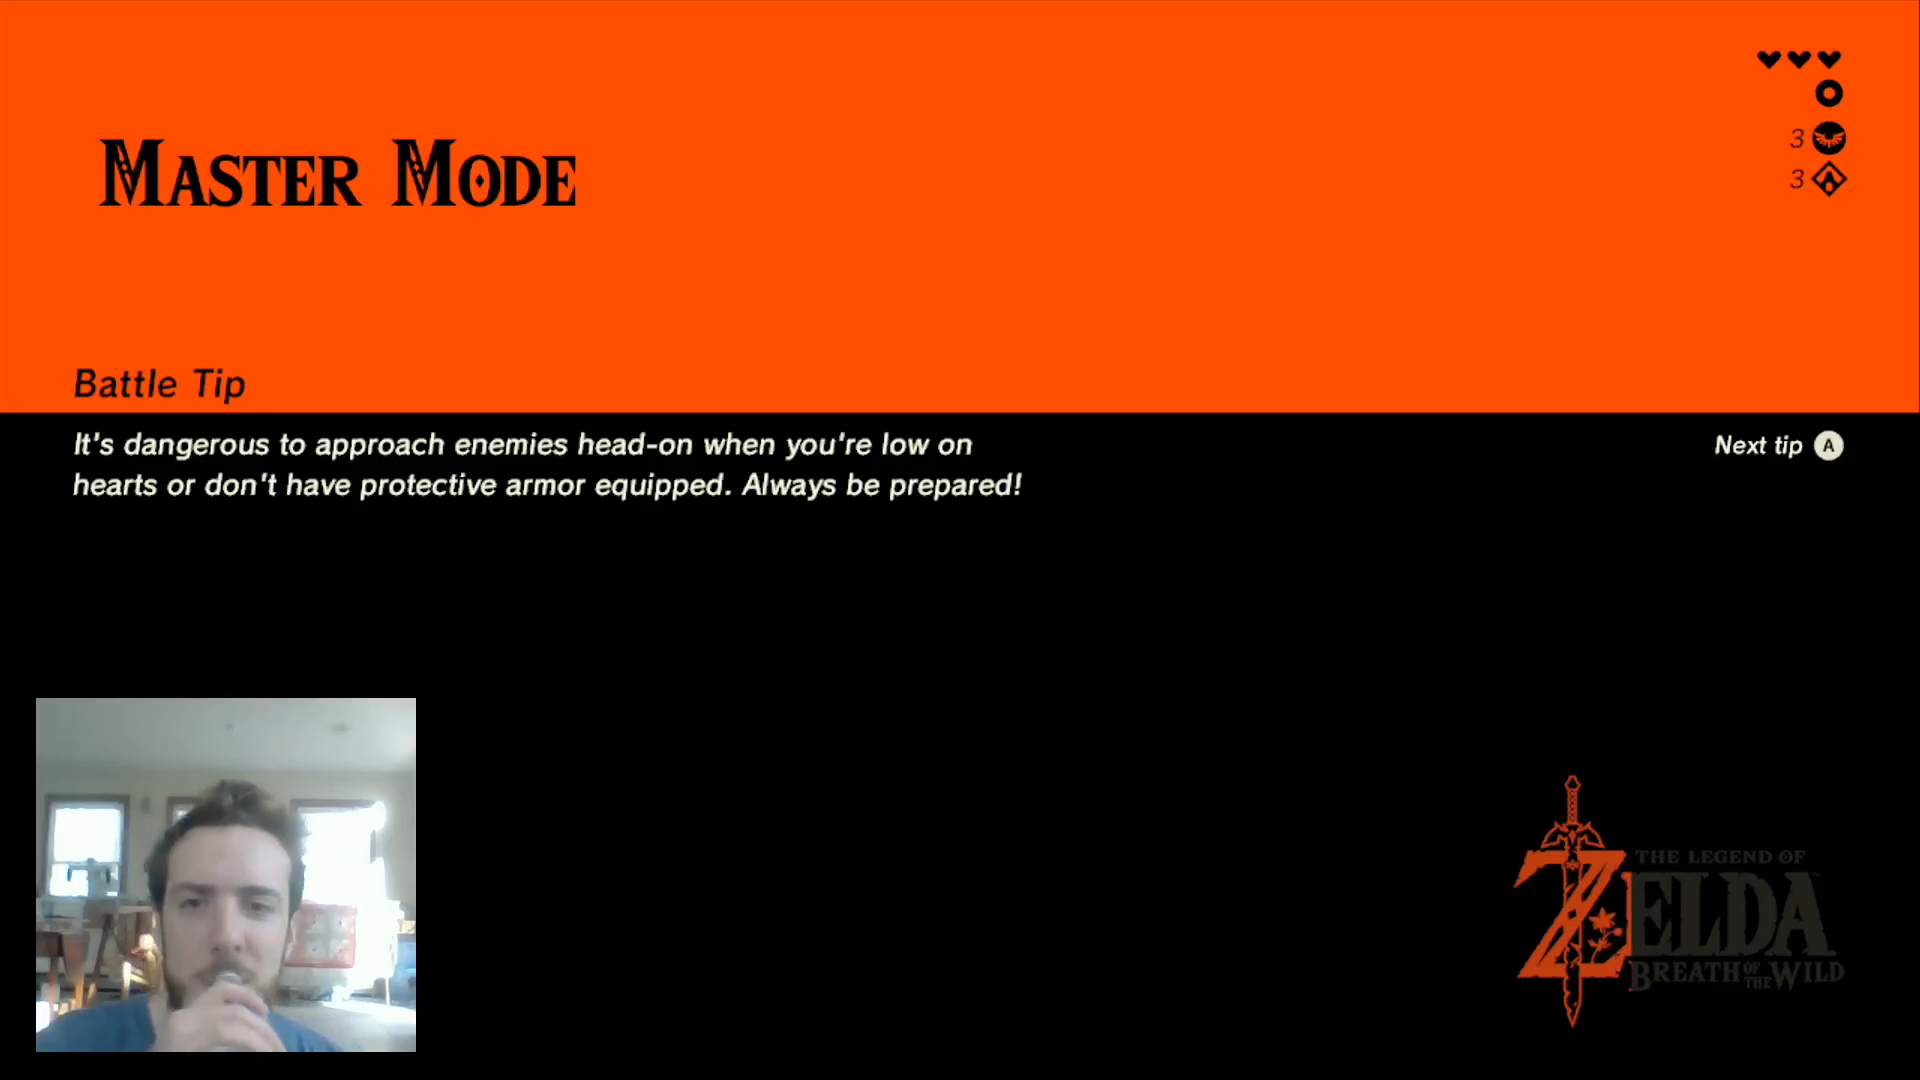 MASTER MODE
3
3
Battle Tip
It's dangerous to approach enemies head-on when you're low on
hearts or don't have protective armor equipped. Always be prepared!
Next tip A
THE LEGEND OF
ZELDA
BREATH OF THE WILD